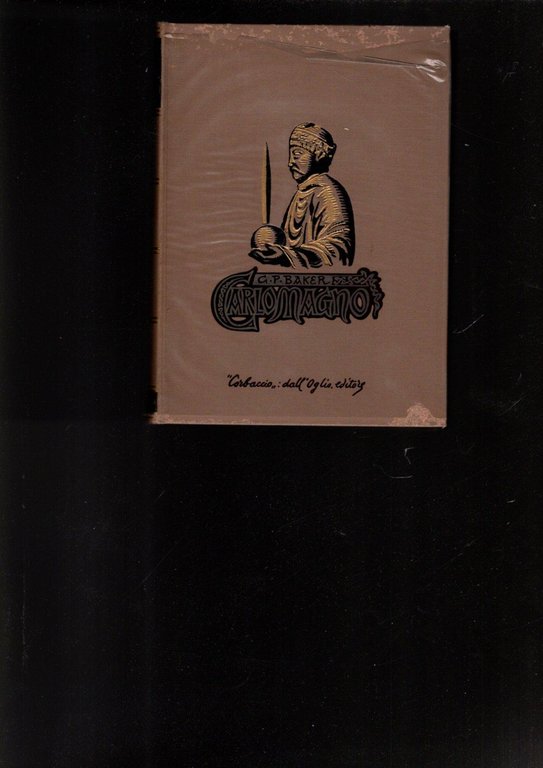 G. P. BAKER
CARLOMAGNO
"Corbaccio„: dall'Oglio, editore